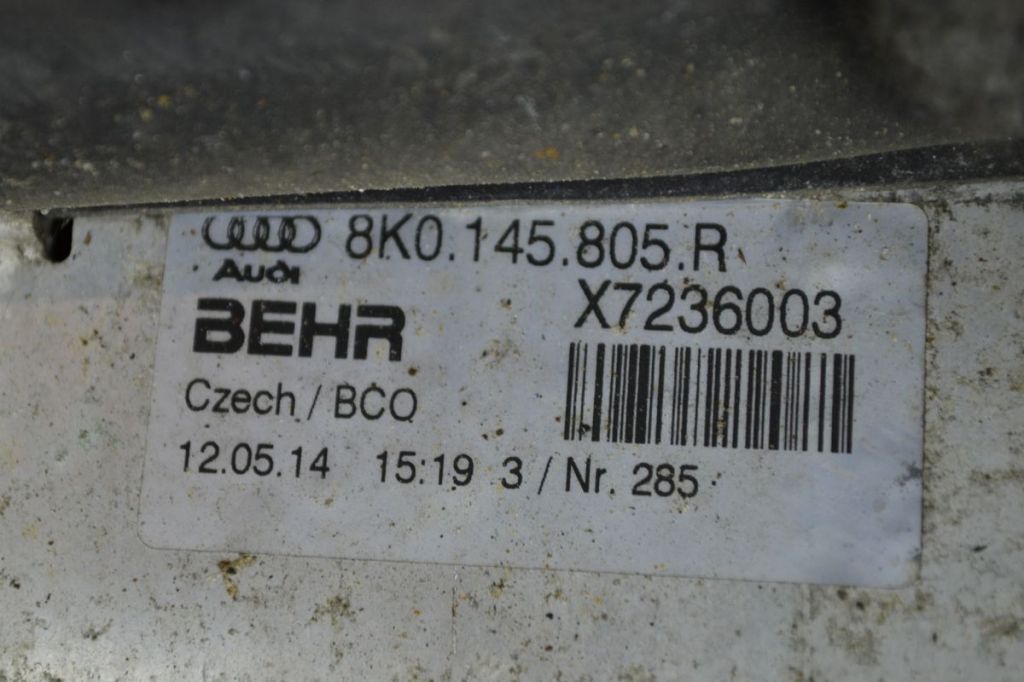 8K0.145.805.R
Audi
X7236003
BEHR
Czech / BCO
12.05.14 15:19 3 / Nr. 285